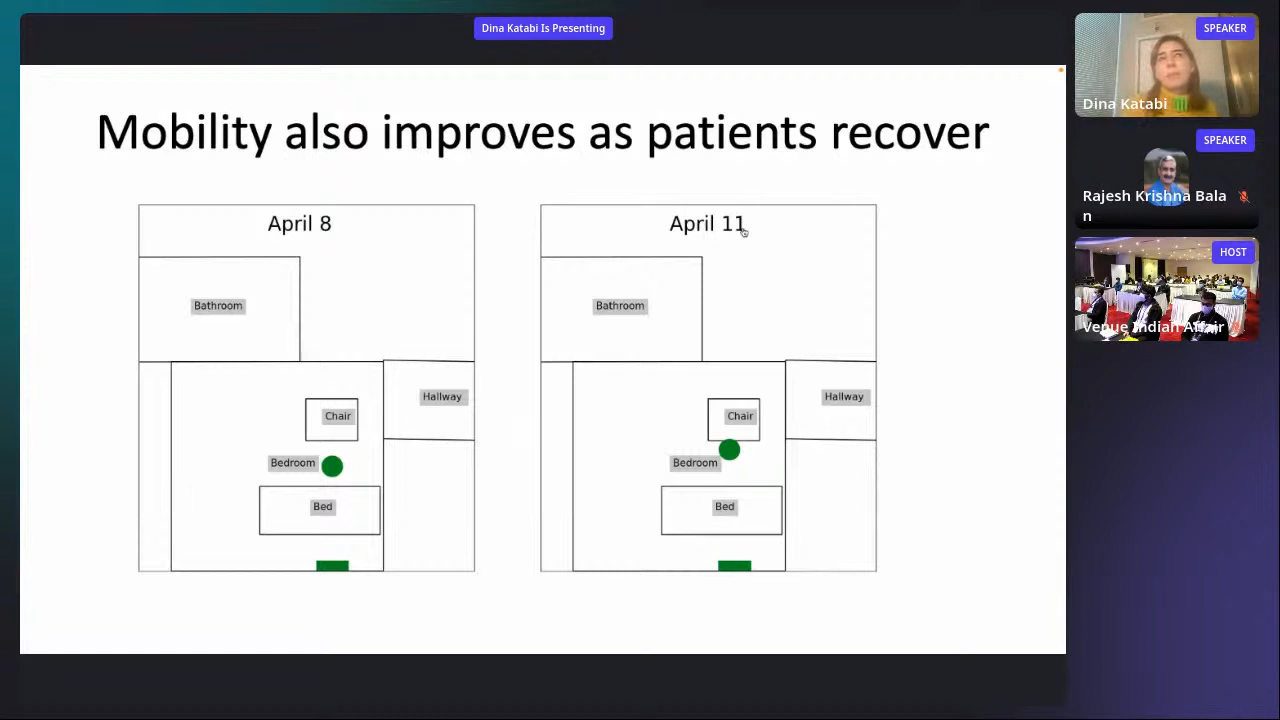 Dina Katabi Is Presenting
Mobility also improves as patients recover
April 8
Bathroom
Hallway
Chair
Bedroom
Bed
April 11
Bathroom
Hallway
Chair
Bedroom
Bed
SPEAKER
Dina Katabi
SPEAKER
Rajesh Krishna Bala
n
HOST
Venue Indian Affair